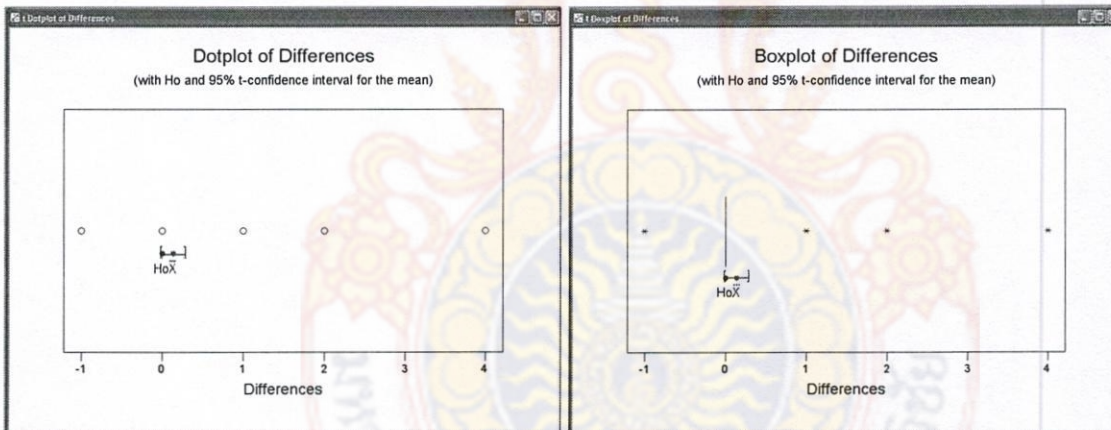 t Dotplot of Differences
Dotplot of Differences
(with Ho and 95% t-confidence interval for the mean)
HoX̄
-1 0 1 2 3 4
Differences
t Boxplot of Differences
Boxplot of Differences
(with Ho and 95% t-confidence interval for the mean)
HoX̄
-1 0 1 2 3 4
Differences